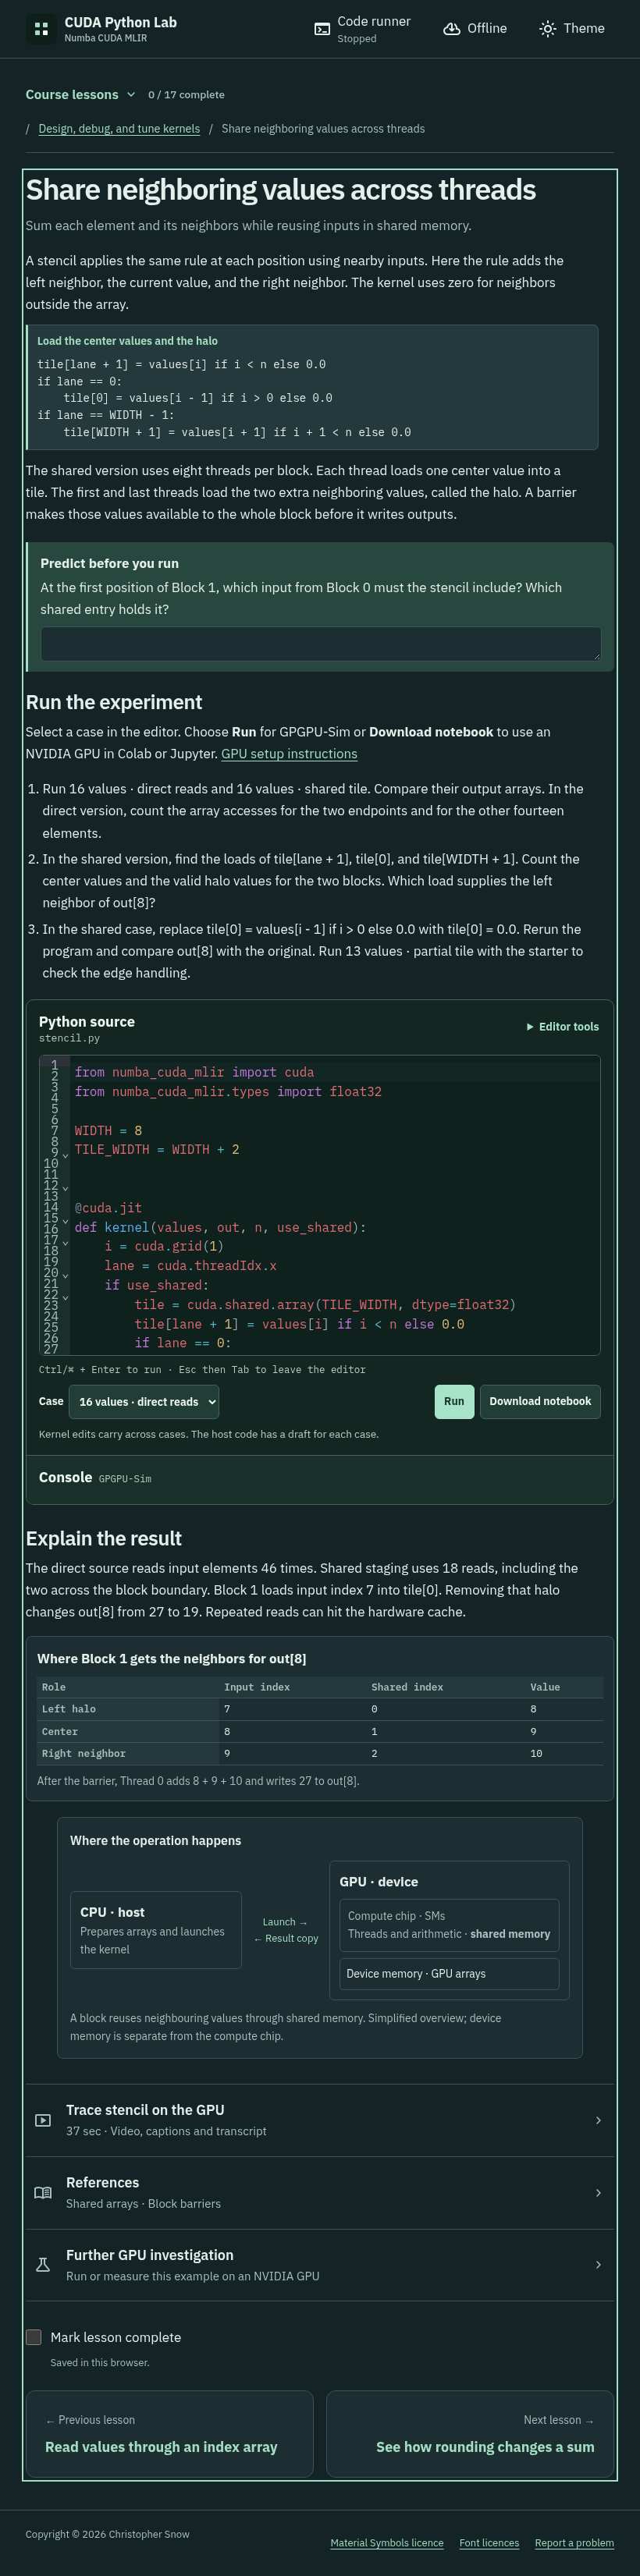 CUDA Python Lab
Numba CUDA MLIR
Code runner
Stopped
Offline
Theme
Course lessons
0 / 17 complete
/ Design, debug, and tune kernels / Share neighboring values across threads
Share neighboring values across threads
Sum each element and its neighbors while reusing inputs in shared memory.
A stencil applies the same rule at each position using nearby inputs. Here the rule adds the
left neighbor, the current value, and the right neighbor. The kernel uses zero for neighbors
outside the array.
Load the center values and the halo
tile[lane + 1] = values[i] if i < n else 0.0
if lane == 0:
    tile[0] = values[i - 1] if i > 0 else 0.0
if lane == WIDTH - 1:
    tile[WIDTH + 1] = values[i + 1] if i + 1 < n else 0.0
The shared version uses eight threads per block. Each thread loads one center value into a
tile. The first and last threads load the two extra neighboring values, called the halo. A barrier
makes those values available to the whole block before it writes outputs.
Predict before you run
At the first position of Block 1, which input from Block 0 must the stencil include? Which
shared entry holds it?
Run the experiment
Select a case in the editor. Choose Run for GPGPU-Sim or Download notebook to use an
NVIDIA GPU in Colab or Jupyter. GPU setup instructions
1. Run 16 values · direct reads and 16 values · shared tile. Compare their output arrays. In the
direct version, count the array accesses for the two endpoints and for the other fourteen
elements.
2. In the shared version, find the loads of tile[lane + 1], tile[0], and tile[WIDTH + 1]. Count the
center values and the valid halo values for the two blocks. Which load supplies the left
neighbor of out[8]?
3. In the shared case, replace tile[0] = values[i - 1] if i > 0 else 0.0 with tile[0] = 0.0. Rerun the
program and compare out[8] with the original. Run 13 values · partial tile with the starter to
check the edge handling.
Python source
stencil.py
▶ Editor tools
1
2
3
4
5
6
7
8
9
10
11
12
13
14
15
16
17
18
19
20
21
22
23
24
25
26
27
from numba_cuda_mlir import cuda
from numba_cuda_mlir.types import float32
WIDTH = 8
TILE_WIDTH = WIDTH + 2
@cuda.jit
def kernel(values, out, n, use_shared):
    i = cuda.grid(1)
    lane = cuda.threadIdx.x
    if use_shared:
        tile = cuda.shared.array(TILE_WIDTH, dtype=float32)
        tile[lane + 1] = values[i] if i < n else 0.0
        if lane == 0:
Ctrl/⌘ + Enter to run · Esc then Tab to leave the editor
Case
16 values · direct reads
Run
Download notebook
Kernel edits carry across cases. The host code has a draft for each case.
Console GPGPU-Sim
Explain the result
The direct source reads input elements 46 times. Shared staging uses 18 reads, including the
two across the block boundary. Block 1 loads input index 7 into tile[0]. Removing that halo
changes out[8] from 27 to 19. Repeated reads can hit the hardware cache.
Where Block 1 gets the neighbors for out[8]
Role Input index Shared index Value
Left halo 7 0 8
Center 8 1 9
Right neighbor 9 2 10
After the barrier, Thread 0 adds 8 + 9 + 10 and writes 27 to out[8].
Where the operation happens
CPU · host
Prepares arrays and launches
the kernel
Launch →
← Result copy
GPU · device
Compute chip · SMs
Threads and arithmetic · shared memory
Device memory · GPU arrays
A block reuses neighbouring values through shared memory. Simplified overview; device
memory is separate from the compute chip.
Trace stencil on the GPU
37 sec · Video, captions and transcript
References
Shared arrays · Block barriers
Further GPU investigation
Run or measure this example on an NVIDIA GPU
Mark lesson complete
Saved in this browser.
← Previous lesson
Read values through an index array
Next lesson →
See how rounding changes a sum
Copyright © 2026 Christopher Snow
Material Symbols licence
Font licences
Report a problem